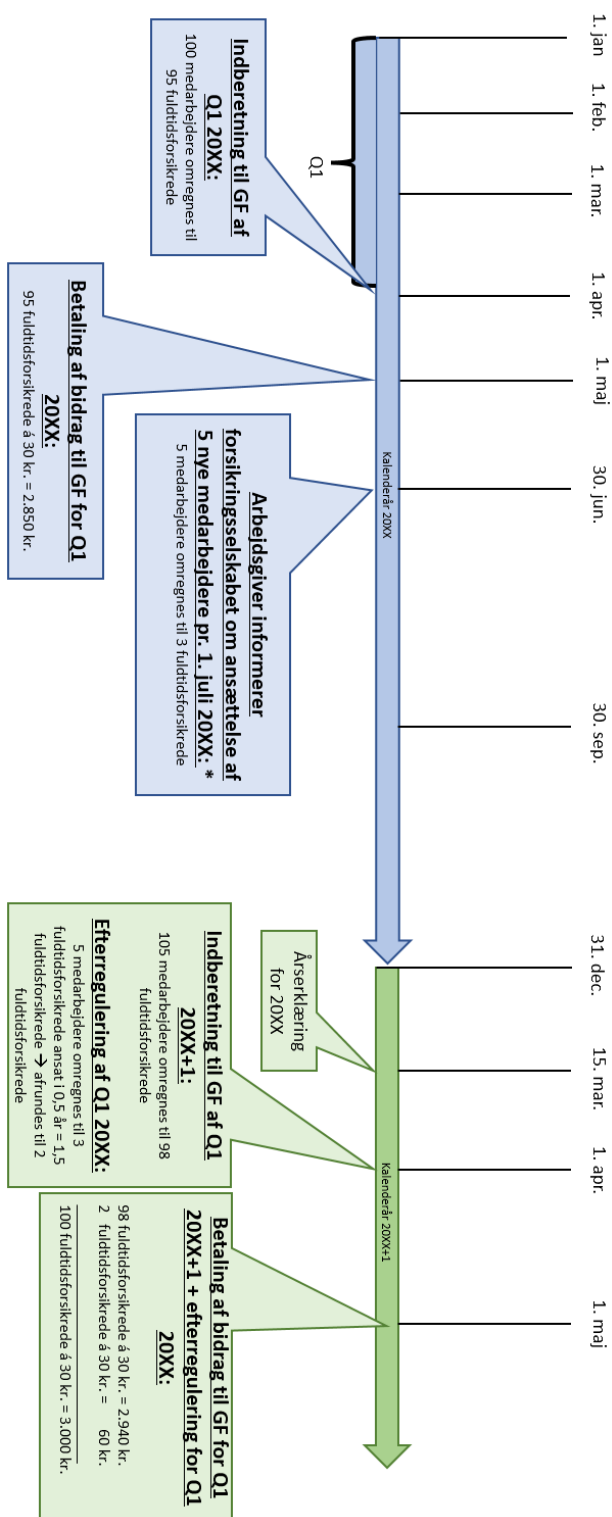 1. jan
1. feb.
1. mar.
1. apr.
1. maj
30. jun.
30. sep.
31. dec.
15. mar.
1. apr.
1. maj
Kalenderår 20XX
Kalenderår 20XX+1
Q1
Indberetning til GF af
Q1 20XX:
100 medarbejdere omregnes til
95 fuldtidsforsikrede
Betaling af bidrag til GF for Q1
20XX:
95 fuldtidsforsikrede á 30 kr. = 2.850 kr.
Arbejdsgiver informerer
forsikringsselskabet om ansættelse af
5 nye medarbejdere pr. 1. juli 20XX: *
5 medarbejdere omregnes til 3 fuldtidsforsikrede
Årserklæring
for 20XX
Indberetning til GF af Q1
20XX+1:
105 medarbejdere omregnes til 98
fuldtidsforsikrede
Efterregulering af Q1 20XX:
5 medarbejdere omregnes til 3
fuldtidsforsikrede ansat i 0,5 år = 1,5
fuldtidsforsikrede → afrundes til 2
fuldtidsforsikrede
Betaling af bidrag til GF for Q1
20XX+1 + efterregulering for Q1
20XX:
98 fuldtidsforsikrede á 30 kr. = 2.940 kr.
2 fuldtidsforsikrede á 30 kr. = 60 kr.
100 fuldtidsforsikrede á 30 kr. = 3.000 kr.